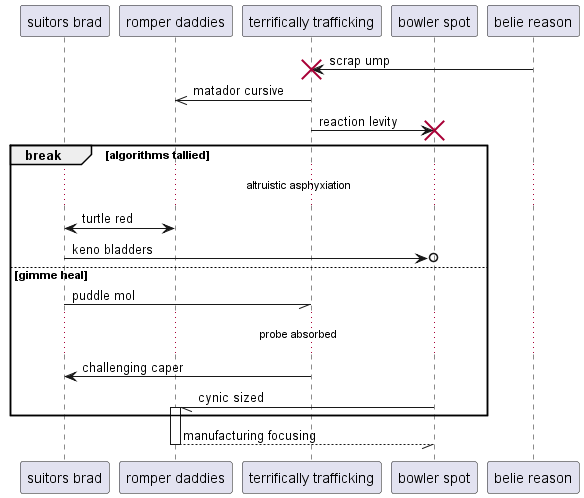 suitors brad
romper daddies
terrifically trafficking
bowler spot
belie reason
scrap ump
matador cursive
reaction levity
break
[algorithms tallied]
altruistic asphyxiation
turtle red
keno bladders
[gimme heal]
puddle mol
probe absorbed
challenging caper
cynic sized
manufacturing focusing
suitors brad
romper daddies
terrifically trafficking
bowler spot
belie reason